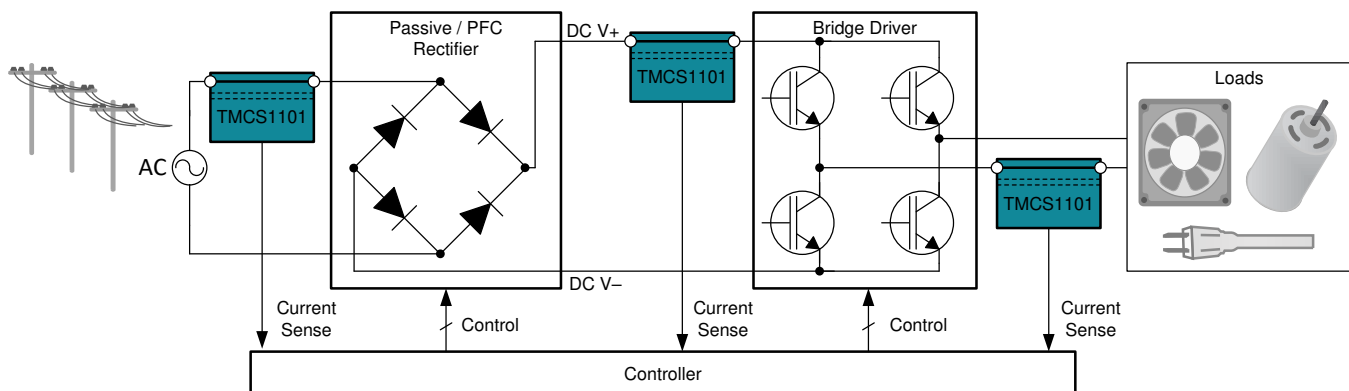 Passive / PFC
Rectifier
DC V+
TMCS1101
Bridge Driver
Loads
TMCS1101
AC
TMCS1101
DC V–
Current
Sense
Control
Current
Sense
Control
Current
Sense
Controller